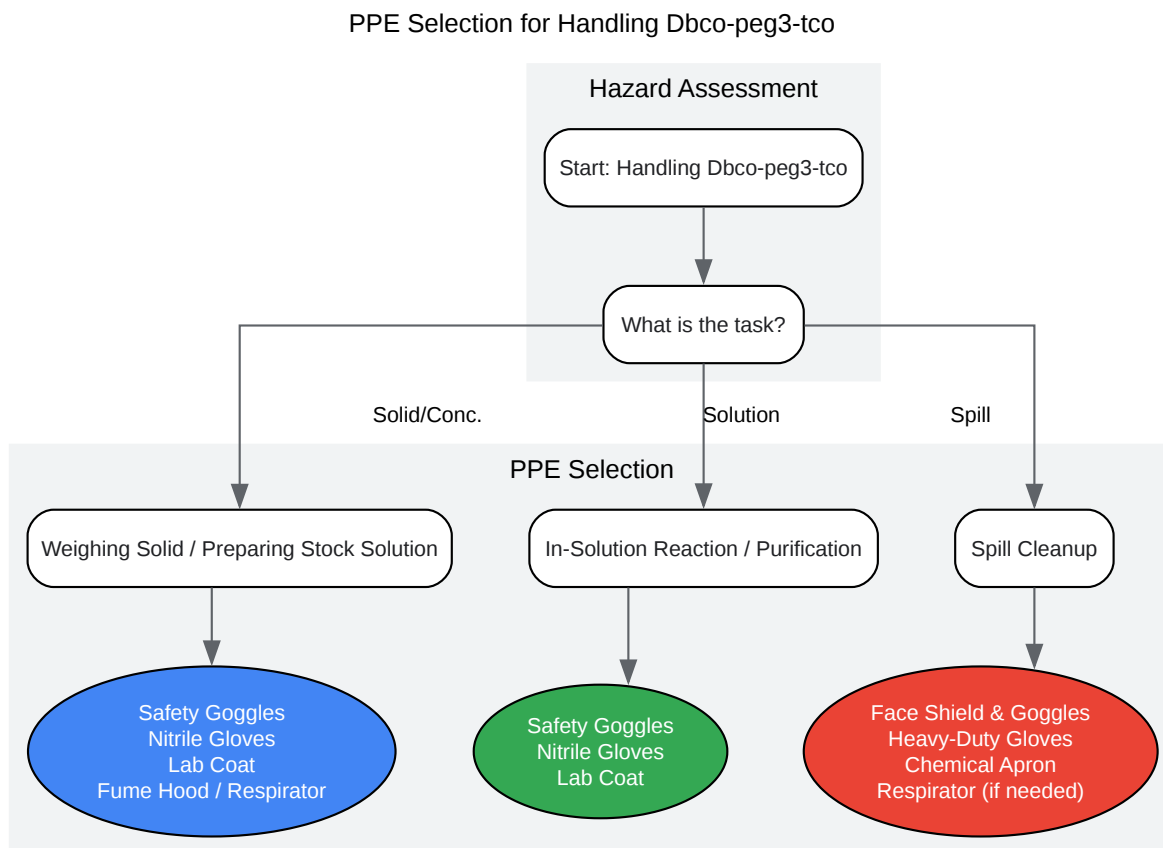 PPE Selection for Handling Dbco-peg3-tco
Hazard Assessment
Start: Handling Dbco-peg3-tco
What is the task?
Solid/Conc.
Solution
Spill
PPE Selection
Weighing Solid / Preparing Stock Solution
In-Solution Reaction / Purification
Spill Cleanup
Safety Goggles
Nitrile Gloves
Lab Coat
Fume Hood / Respirator
Safety Goggles
Nitrile Gloves
Lab Coat
Face Shield & Goggles
Heavy-Duty Gloves
Chemical Apron
Respirator (if needed)